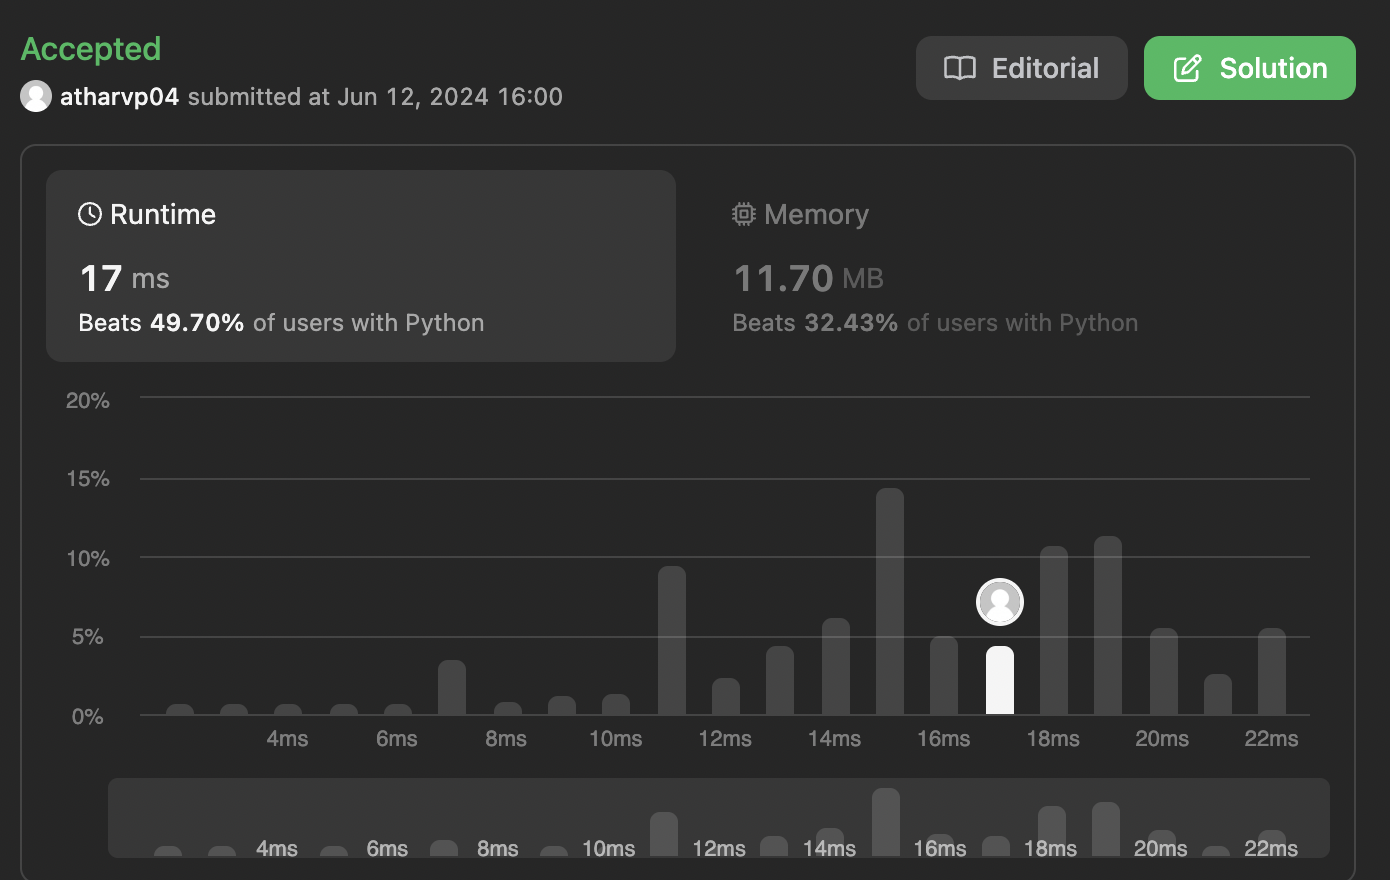 Accepted
Editorial
Solution
atharvp04 submitted at Jun 12, 2024 16:00
Runtime
17 ms
Beats 49.70% of users with Python
Memory
11.70 MB
Beats 32.43% of users with Python
20%
15%
10%
5%
0%
4ms 6ms 8ms 10ms 12ms 14ms 16ms 18ms 20ms 22ms
4ms 6ms 8ms 10ms 12ms 14ms 16ms 18ms 20ms 22ms